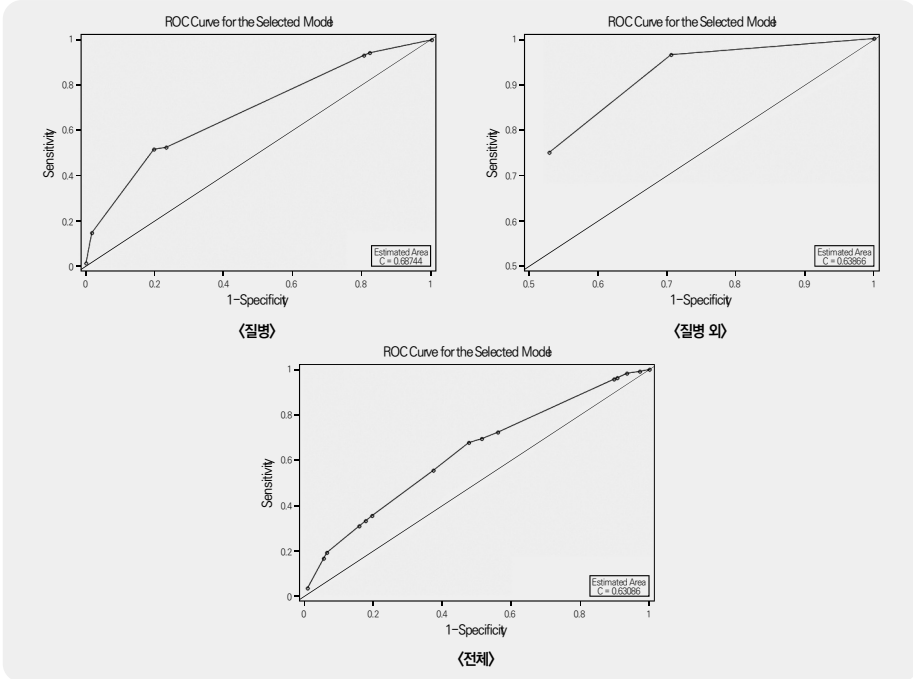 ROC Curve for the Selected Model
1
0.8
0.6
0.4
0.2
0
Sensitivity
0 0.2 0.4 0.6 0.8 1
1-Specificity
Estimated Area
C = 0.68744
〈질병〉
ROC Curve for the Selected Model
1
0.9
0.8
0.7
0.6
0.5
Sensitivity
0.5 0.6 0.7 0.8 0.9 1
1-Specificity
Estimated Area
C = 0.63866
〈질병 외〉
ROC Curve for the Selected Model
1
0.8
0.6
0.4
0.2
0
Sensitivity
0 0.2 0.4 0.6 0.8 1
1-Specificity
Estimated Area
C = 0.63086
〈전체〉